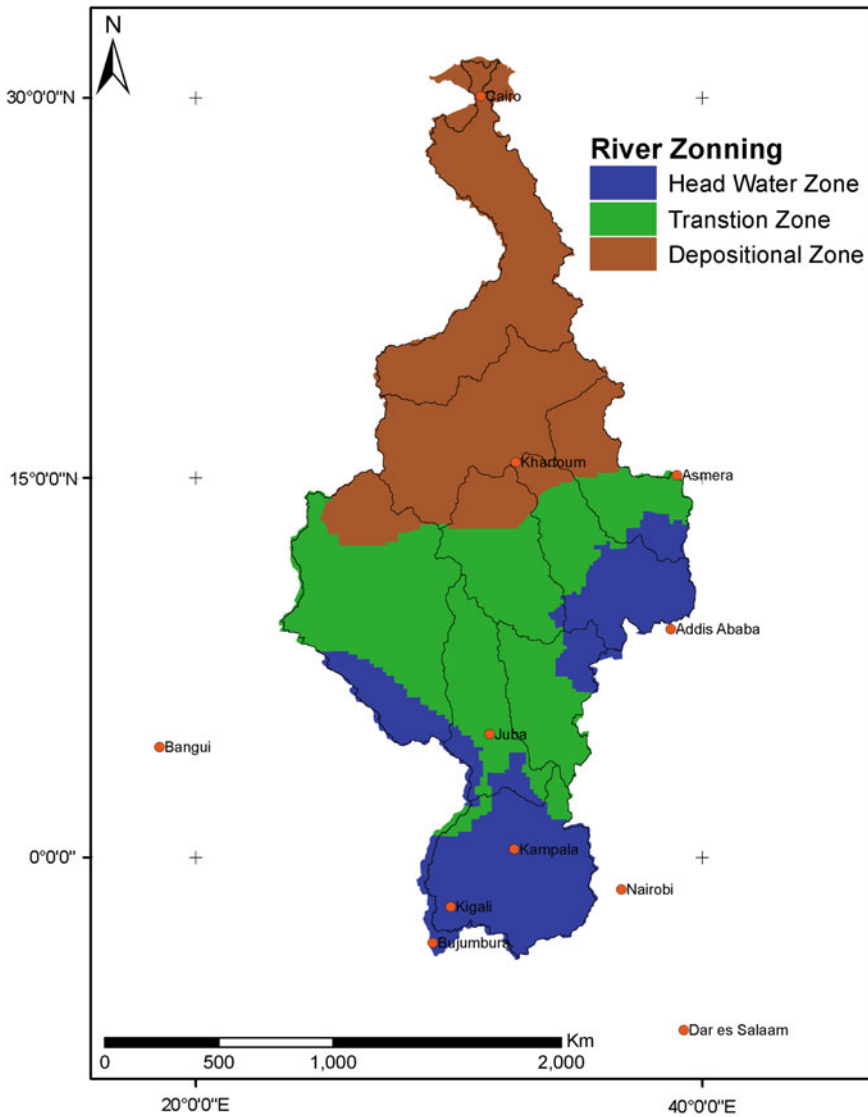 N
30°0'0"N
Cairo
River Zonning
Head Water Zone
Transtion Zone
Depositional Zone
Khartoum
15°0'0"N
Asmera
Addis Ababa
Juba
Bangui
Kampala
0°0'0"
Nairobi
Kigali
Bujumbura
Dar es Salaam
Km
0 500 1,000 2,000
20°0'0"E 40°0'0"E